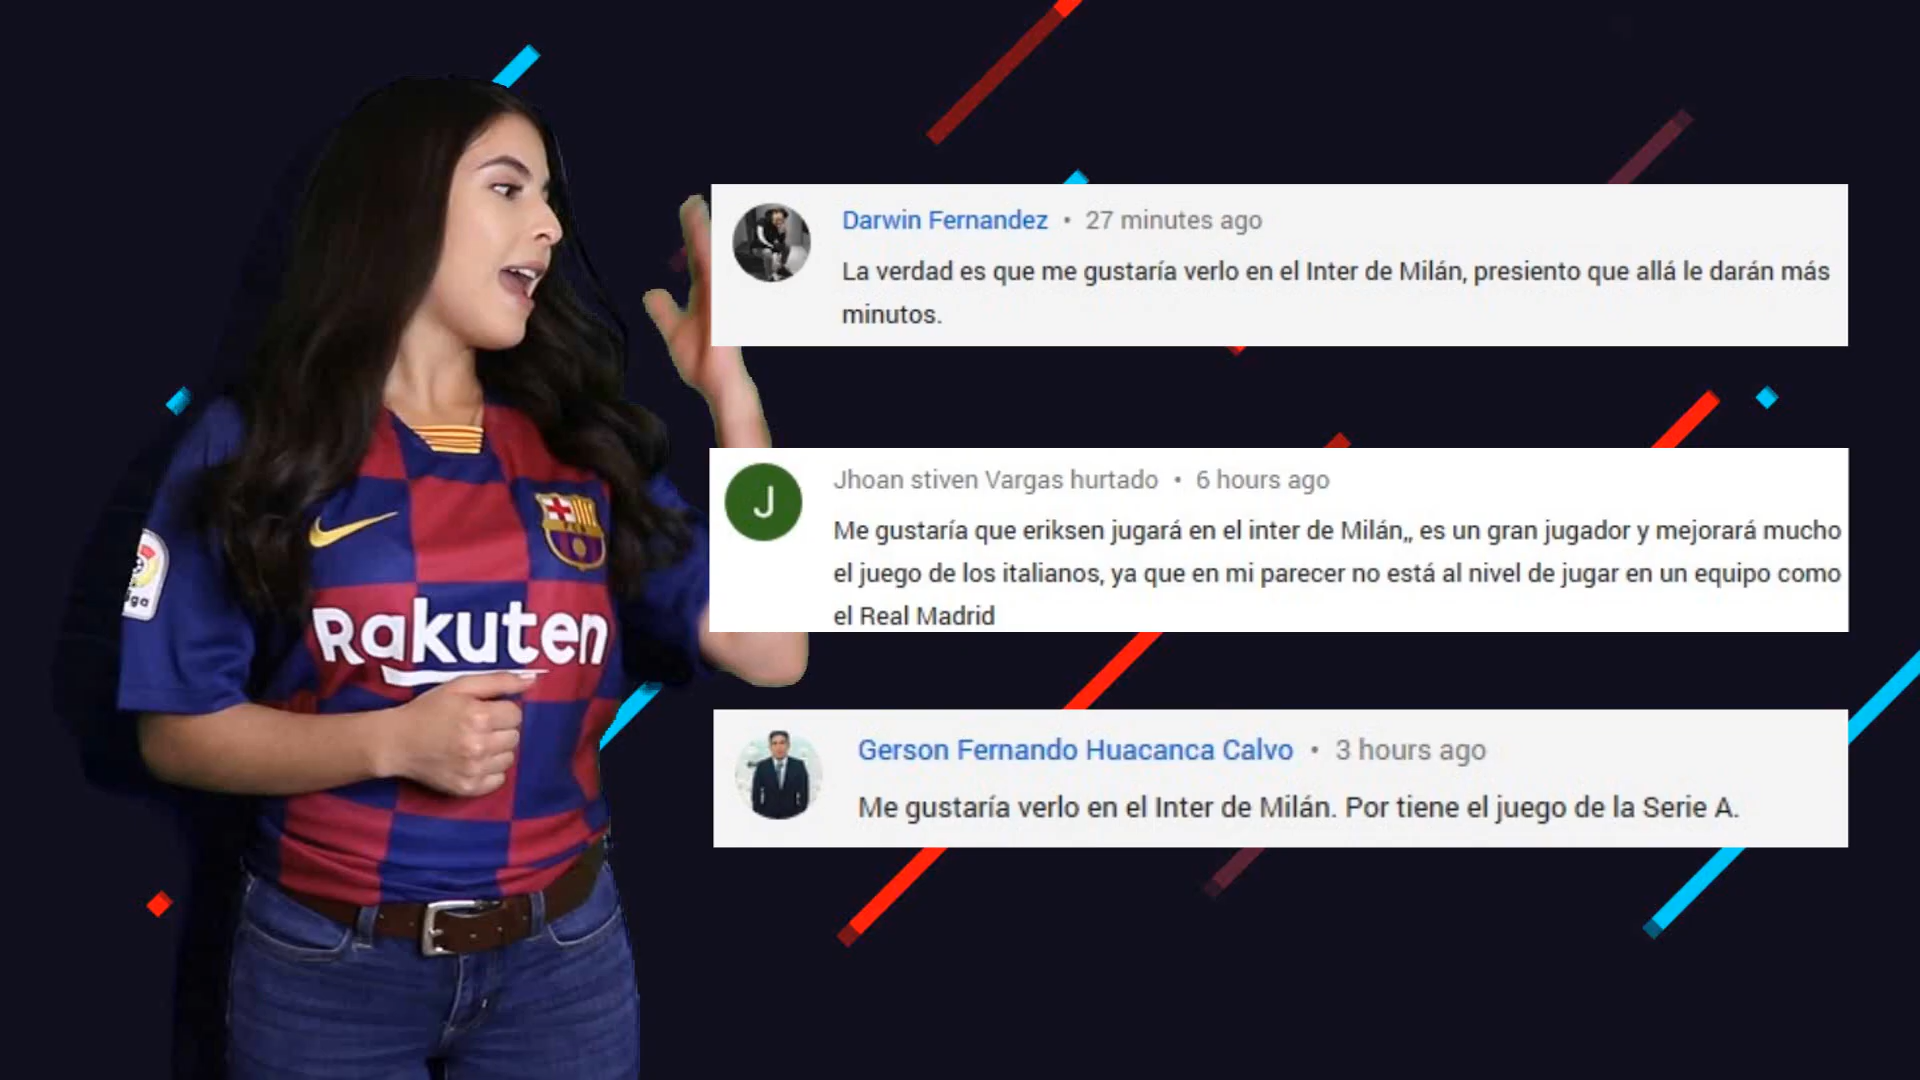 Darwin Fernandez • 27 minutes ago
La verdad es que me gustaría verlo en el Inter de Milán, presiento que allá le darán más
minutos.
J
Jhoan stiven Vargas hurtado • 6 hours ago
Me gustaría que eriksen jugará en el inter de Milán,, es un gran jugador y mejorará mucho
el juego de los italianos, ya que en mi parecer no está al nivel de jugar en un equipo como
el Real Madrid
Gerson Fernando Huacanca Calvo • 3 hours ago
Me gustaría verlo en el Inter de Milán. Por tiene el juego de la Serie A.
Rakuten